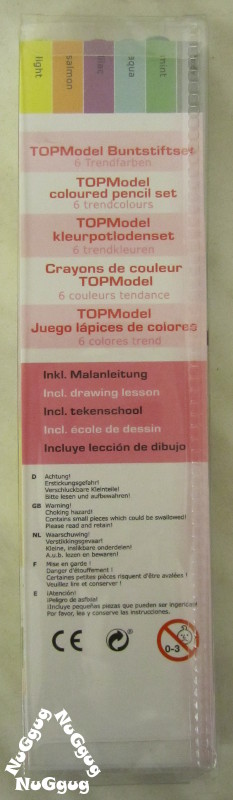 light
salmon
lilac
aqua
mint
TOPModel Buntstiftset
6 Trendfarben
TOPModel
coloured pencil set
6 trendcolours
TOPModel
kleurpotlodenset
6 trendkleuren
Crayons de couleur
TOPModel
6 couleurs tendance
TOPModel
Juego lápices de colores
6 colores trend
Inkl. Malanleitung
Incl. drawing lesson
Incl. tekenschool
Incl. école de dessin
Incluye lección de dibujo
D Achtung!
Erstickungsgefahr!
Verschluckbare Kleinteile!
Bitte lesen und aufbewahren!
GB Warning!
Choking hazard!
Contains small pieces which could be swallowed!
Please read and retain!
NL Waarschuwing!
Verstikkingsgevaar!
Kleine, inslikbare onderdelen!
A.u.b. lezen en bewaren!
F Mise en garde !
Danger d'étouffement !
Certaines petites pièces risquent d'être avalées !
Veuillez lire et conserver !
E ¡Atención!
¡Peligro de asfixia!
¡Incluye pequeñas piezas que pueden ser ingeridas!
Por favor, lea y conserve las instrucciones.
CE
0-3
NuGgug
NuGgug
NuGgug